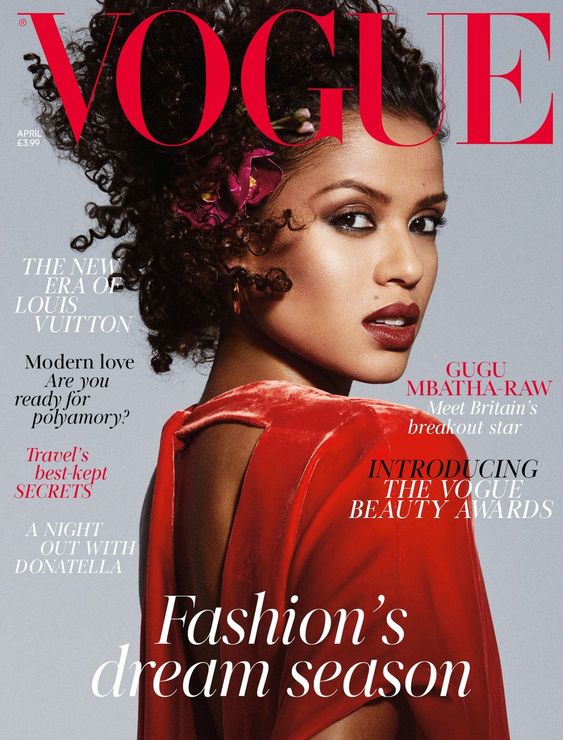 VOGUE
®
APRIL
£3.99
THE NEW
ERA OF
LOUIS
VUITTON
Modern love
Are you
ready for
polyamory?
Travel's
best-kept
SECRETS
A NIGHT
OUT WITH
DONATELLA
GUGU
MBATHA-RAW
Meet Britain's
breakout star
INTRODUCING
THE VOGUE
BEAUTY AWARDS
Fashion's
dream season